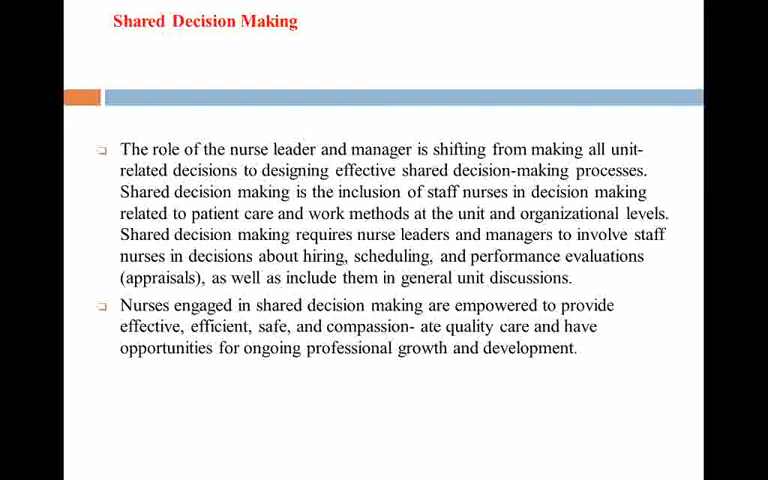 Shared Decision Making
The role of the nurse leader and manager is shifting from making all unit-
related decisions to designing effective shared decision-making processes.
Shared decision making is the inclusion of staff nurses in decision making
related to patient care and work methods at the unit and organizational levels.
Shared decision making requires nurse leaders and managers to involve staff
nurses in decisions about hiring, scheduling, and performance evaluations
(appraisals), as well as include them in general unit discussions.
Nurses engaged in shared decision making are empowered to provide
effective, efficient, safe, and compassion- ate quality care and have
opportunities for ongoing professional growth and development.